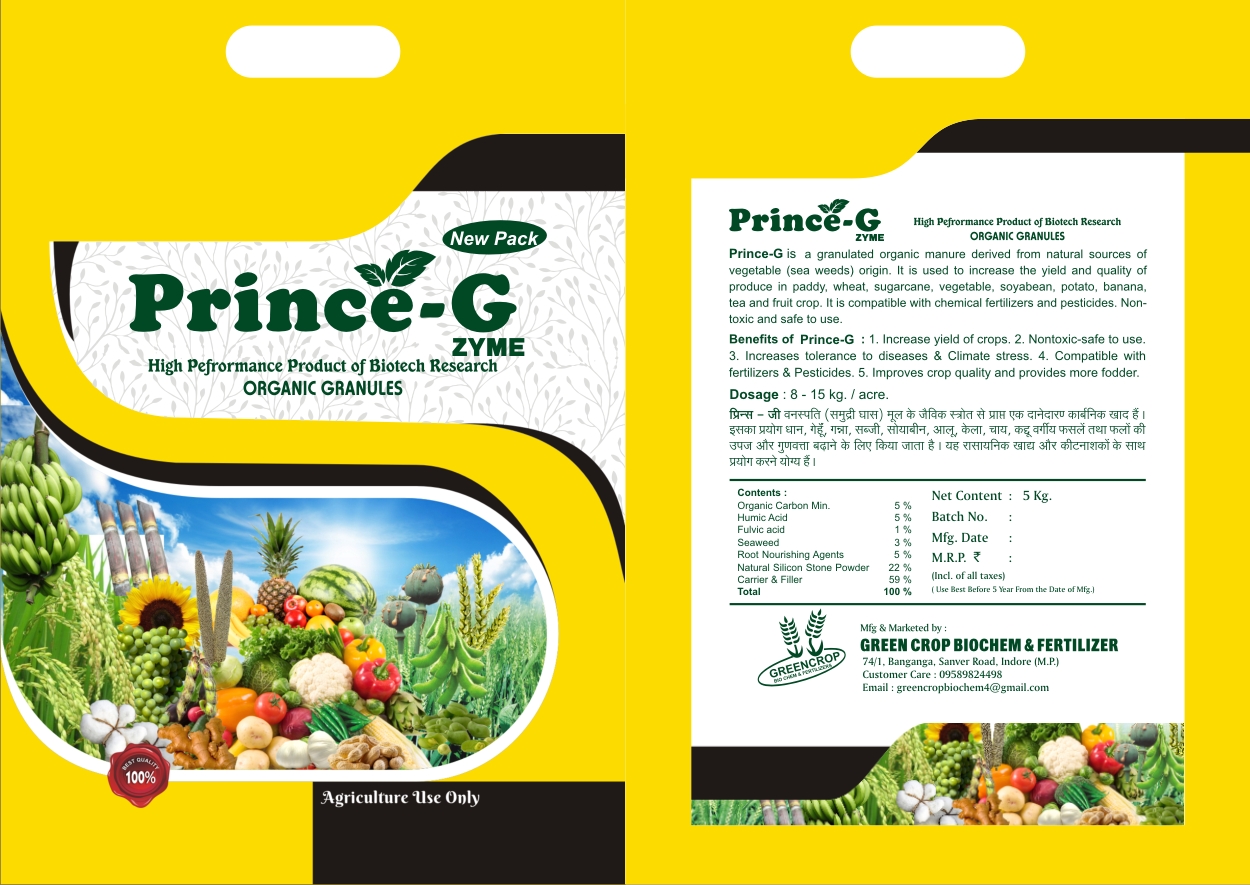 New Pack
Prince-G
ZYME
High Pefrormance Product of Biotech Research
ORGANIC GRANULES
BEST QUALITY
100%
Agriculture Use Only
Prince-G
ZYME
High Pefrormance Product of Biotech Research
ORGANIC GRANULES
Prince-G is a granulated organic manure derived from natural sources of
vegetable (sea weeds) origin. It is used to increase the yield and quality of
produce in paddy, wheat, sugarcane, vegetable, soyabean, potato, banana,
tea and fruit crop. It is compatible with chemical fertilizers and pesticides. Non-
toxic and safe to use.
Benefits of Prince-G : 1. Increase yield of crops. 2. Nontoxic-safe to use.
3. Increases tolerance to diseases & Climate stress. 4. Compatible with
fertilizers & Pesticides. 5. Improves crop quality and provides more fodder.
Dosage : 8 - 15 kg. / acre.
प्रिन्स – जी वनस्पति (समुद्री घास) मूल के जैविक स्त्रोत से प्राप्त एक दानेदारण कार्बनिक खाद हैं ।
इसका प्रयोग धान, गेहूँ, गन्ना, सब्जी, सोयाबीन, आलू, केला, चाय, कद्दू वर्गीय फसलें तथा फलों की
उपज और गुणवत्ता बढ़ाने के लिए किया जाता है । यह रासायनिक खाद्य और कीटनाशकों के साथ
प्रयोग करने योग्य हैं ।
Contents :
Organic Carbon Min. 5 %
Humic Acid 5 %
Fulvic acid 1 %
Seaweed 3 %
Root Nourishing Agents 5 %
Natural Silicon Stone Powder 22 %
Carrier & Filler 59 %
Total 100 %
Net Content : 5 Kg.
Batch No. :
Mfg. Date :
M.R.P. ₹ :
(Incl. of all taxes)
( Use Best Before 5 Year From the Date of Mfg.)
GREENCROP
BIO CHEM & FERTILIZERS
Mfg & Marketed by :
GREEN CROP BIOCHEM & FERTILIZER
74/1, Banganga, Sanver Road, Indore (M.P.)
Customer Care : 09589824498
Email : greencropbiochem4@gmail.com